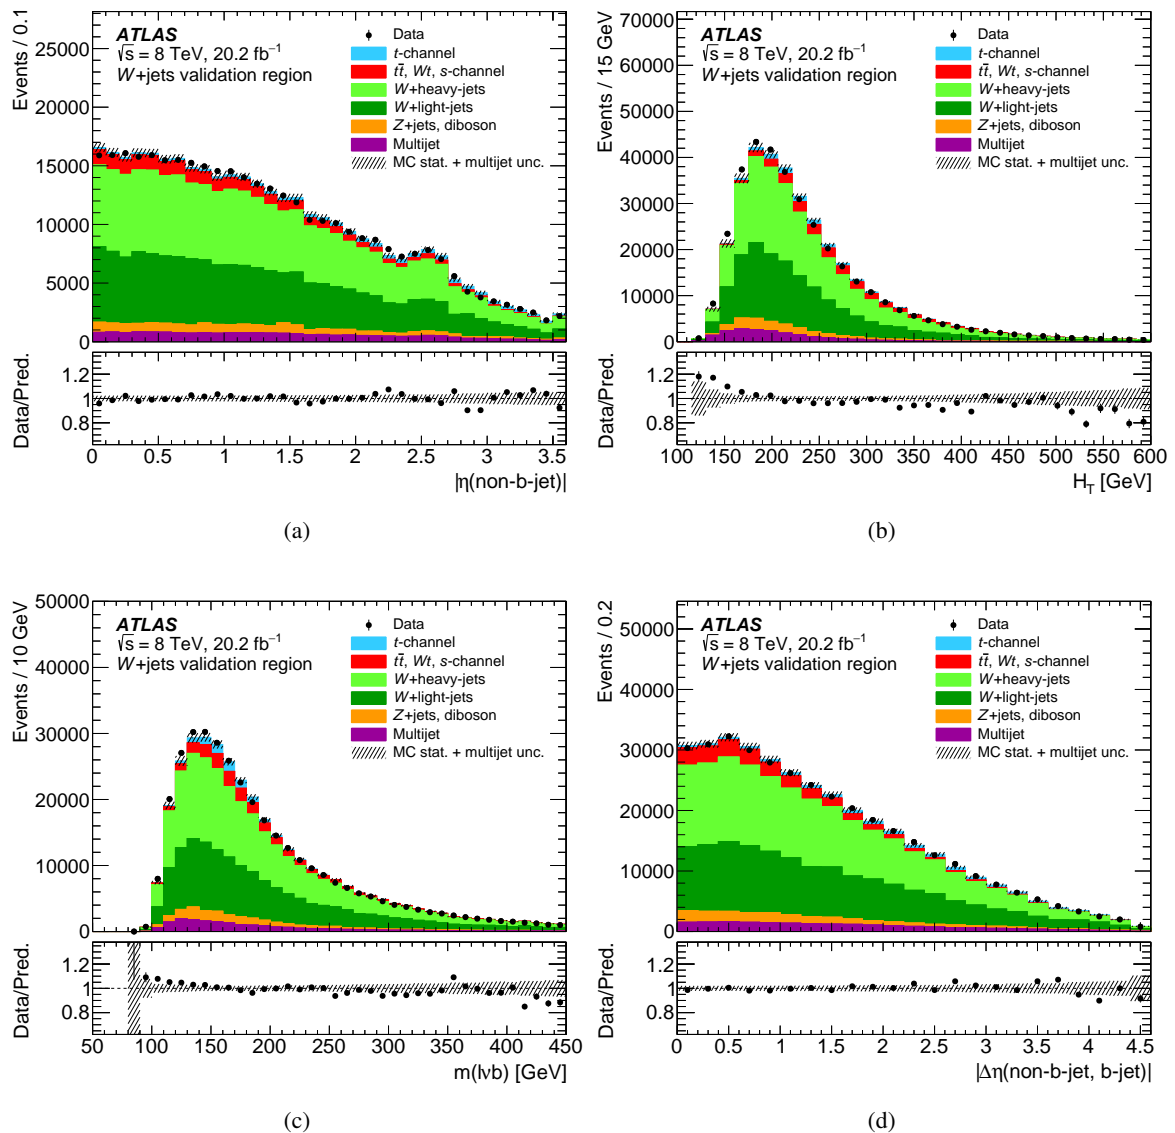 Events / 0.1
25000
20000
15000
10000
5000
0
ATLAS
√s = 8 TeV, 20.2 fb⁻¹
W+jets validation region
Data
t-channel
tt̄, Wt, s-channel
W+heavy-jets
W+light-jets
Z+jets, diboson
Multijet
MC stat. + multijet unc.
Data/Pred.
1.2
1
0.8
0 0.5 1 1.5 2 2.5 3 3.5
|η(non-b-jet)|
(a)
Events / 15 GeV
70000
60000
50000
40000
30000
20000
10000
0
ATLAS
√s = 8 TeV, 20.2 fb⁻¹
W+jets validation region
Data
t-channel
tt̄, Wt, s-channel
W+heavy-jets
W+light-jets
Z+jets, diboson
Multijet
MC stat. + multijet unc.
Data/Pred.
1.2
1
0.8
100 150 200 250 300 350 400 450 500 550 600
H_T [GeV]
(b)
Events / 10 GeV
50000
40000
30000
20000
10000
0
ATLAS
√s = 8 TeV, 20.2 fb⁻¹
W+jets validation region
Data
t-channel
tt̄, Wt, s-channel
W+heavy-jets
W+light-jets
Z+jets, diboson
Multijet
MC stat. + multijet unc.
Data/Pred.
1.2
1
0.8
50 100 150 200 250 300 350 400 450
m(lνb) [GeV]
(c)
Events / 0.2
50000
40000
30000
20000
10000
0
ATLAS
√s = 8 TeV, 20.2 fb⁻¹
W+jets validation region
Data
t-channel
tt̄, Wt, s-channel
W+heavy-jets
W+light-jets
Z+jets, diboson
Multijet
MC stat. + multijet unc.
Data/Pred.
1.2
1
0.8
0 0.5 1 1.5 2 2.5 3 3.5 4 4.5
|Δη(non-b-jet, b-jet)|
(d)